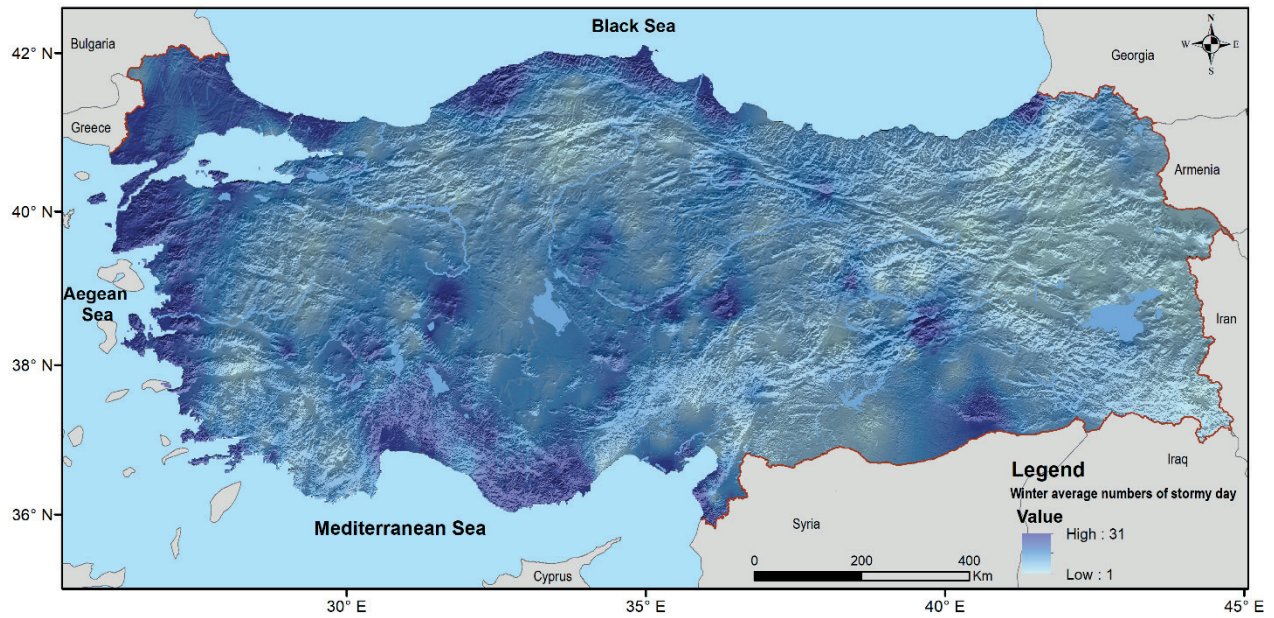 Black Sea
N
W E
S
42° N
Bulgaria
Georgia
Greece
Armenia
40° N
Aegean
Sea
Iran
38° N
Iraq
Legend
Winter average numbers of stormy day
Value
High : 31
Low : 1
36° N
Mediterranean Sea
Syria
0 200 400
Km
Cyprus
30° E 35° E 40° E 45° E